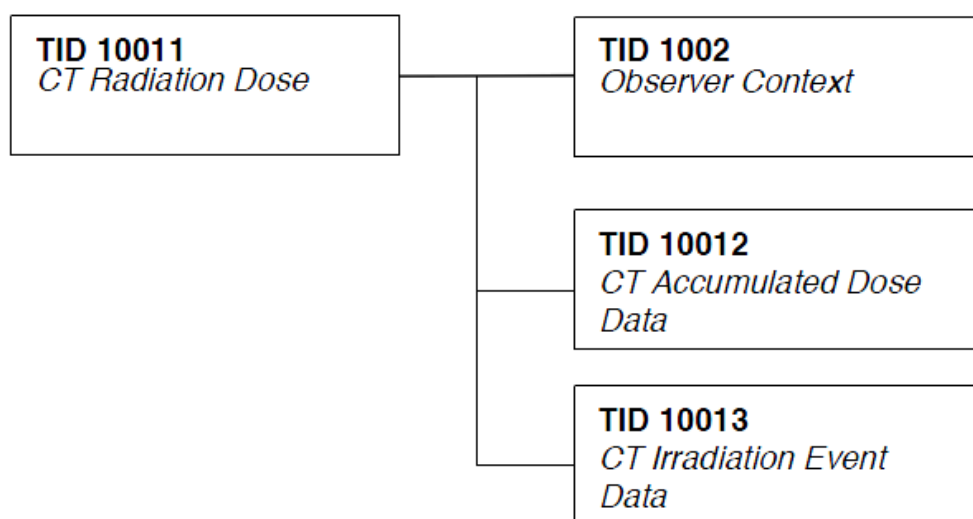 TID 10011
CT Radiation Dose
TID 1002
Observer Context
TID 10012
CT Accumulated Dose
Data
TID 10013
CT Irradiation Event
Data